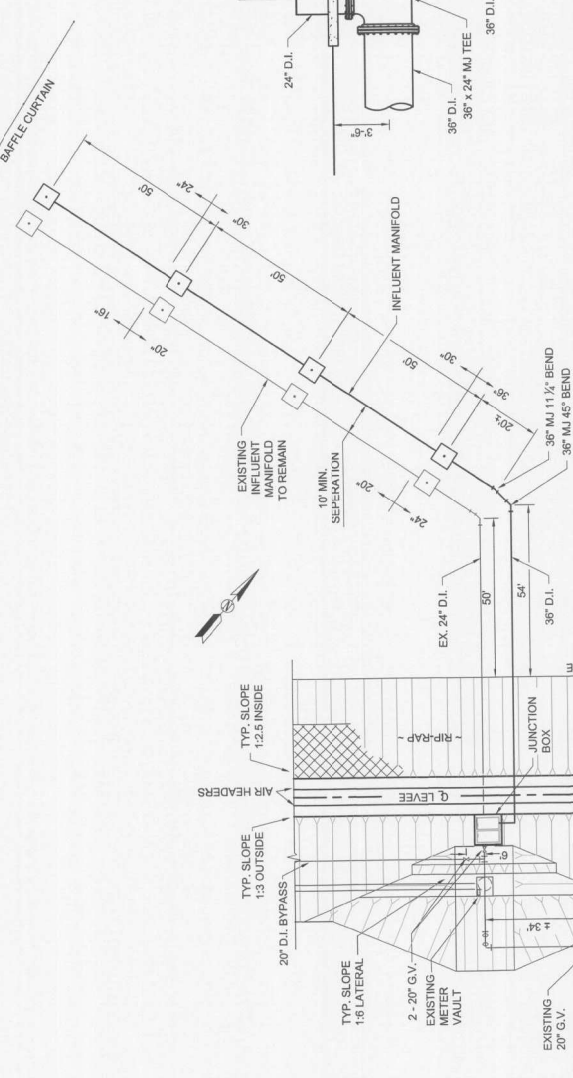 BAFFLE CURTAIN
24" D.I.
36" D.I.
36" D.I.
36" x 24" MJ TEE
3'-6"
50'
24"
30"
50'
INFLUENT MANIFOLD
50'
30"
36"
20'±
36" MJ 11 ¼° BEND
36" MJ 45° BEND
16"
20"
EXISTING
INFLUENT
MANIFOLD
TO REMAIN
10' MIN.
SEPERATION
20"
24"
N
EX. 24" D.I.
50'
54'
36" D.I.
TYP. SLOPE
1:2.5 INSIDE
~ RIP-RAP ~
JUNCTION
BOX
AIR HEADERS
℄ LEVEE
TYP. SLOPE
1:3 OUTSIDE
20" D.I. BYPASS
6'
TYP. SLOPE
1:6 LATERAL
2 - 20" G.V.
EXISTING
METER
VAULT
± 34'
EXISTING
20" G.V.